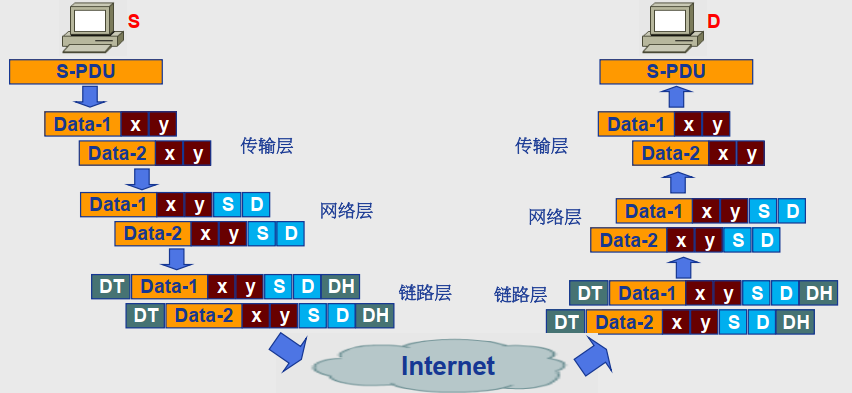 S
S-PDU
Data-1 x y
Data-2 x y
传输层
Data-1 x y S D
Data-2 x y S D
网络层
DT Data-1 x y S D DH
DT Data-2 x y S D DH
链路层
Internet
D
S-PDU
传输层
Data-1 x y
Data-2 x y
网络层
Data-1 x y S D
Data-2 x y S D
链路层
DT Data-1 x y S D DH
DT Data-2 x y S D DH